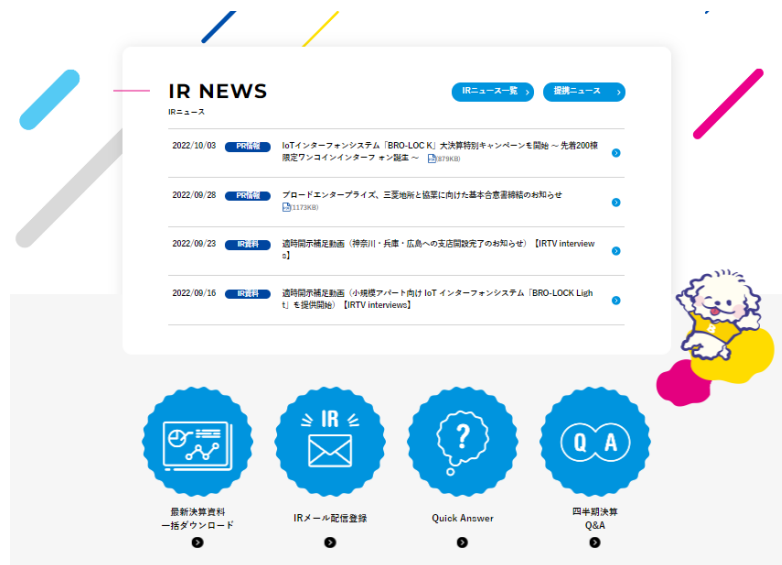 IR NEWS
IRニュース
IRニュース一覧
提携ニュース
2022/10/03 PR情報 IoTインターフォンシステム「BRO-LOC K」大決算特別キャンペーンを開始 ～ 先着200棟
限定ワンコインインターフ ォン誕生 ～ (879KB)
2022/09/28 PR情報 ブロードエンタープライズ、三菱地所と協業に向けた基本合意書締結のお知らせ
(1173KB)
2022/09/23 IR資料 適時開示補足動画（神奈川・兵庫・広島への支店開設完了のお知らせ）【IRTV interview
s】
2022/09/16 IR資料 適時開示補足動画（小規模アパート向け IoT インターフォンシステム「BRO-LOCK Ligh
t」を提供開始）【IRTV interviews】
IR
?
Q A
最新決算資料
一括ダウンロード
IRメール配信登録
Quick Answer
四半期決算
Q&A